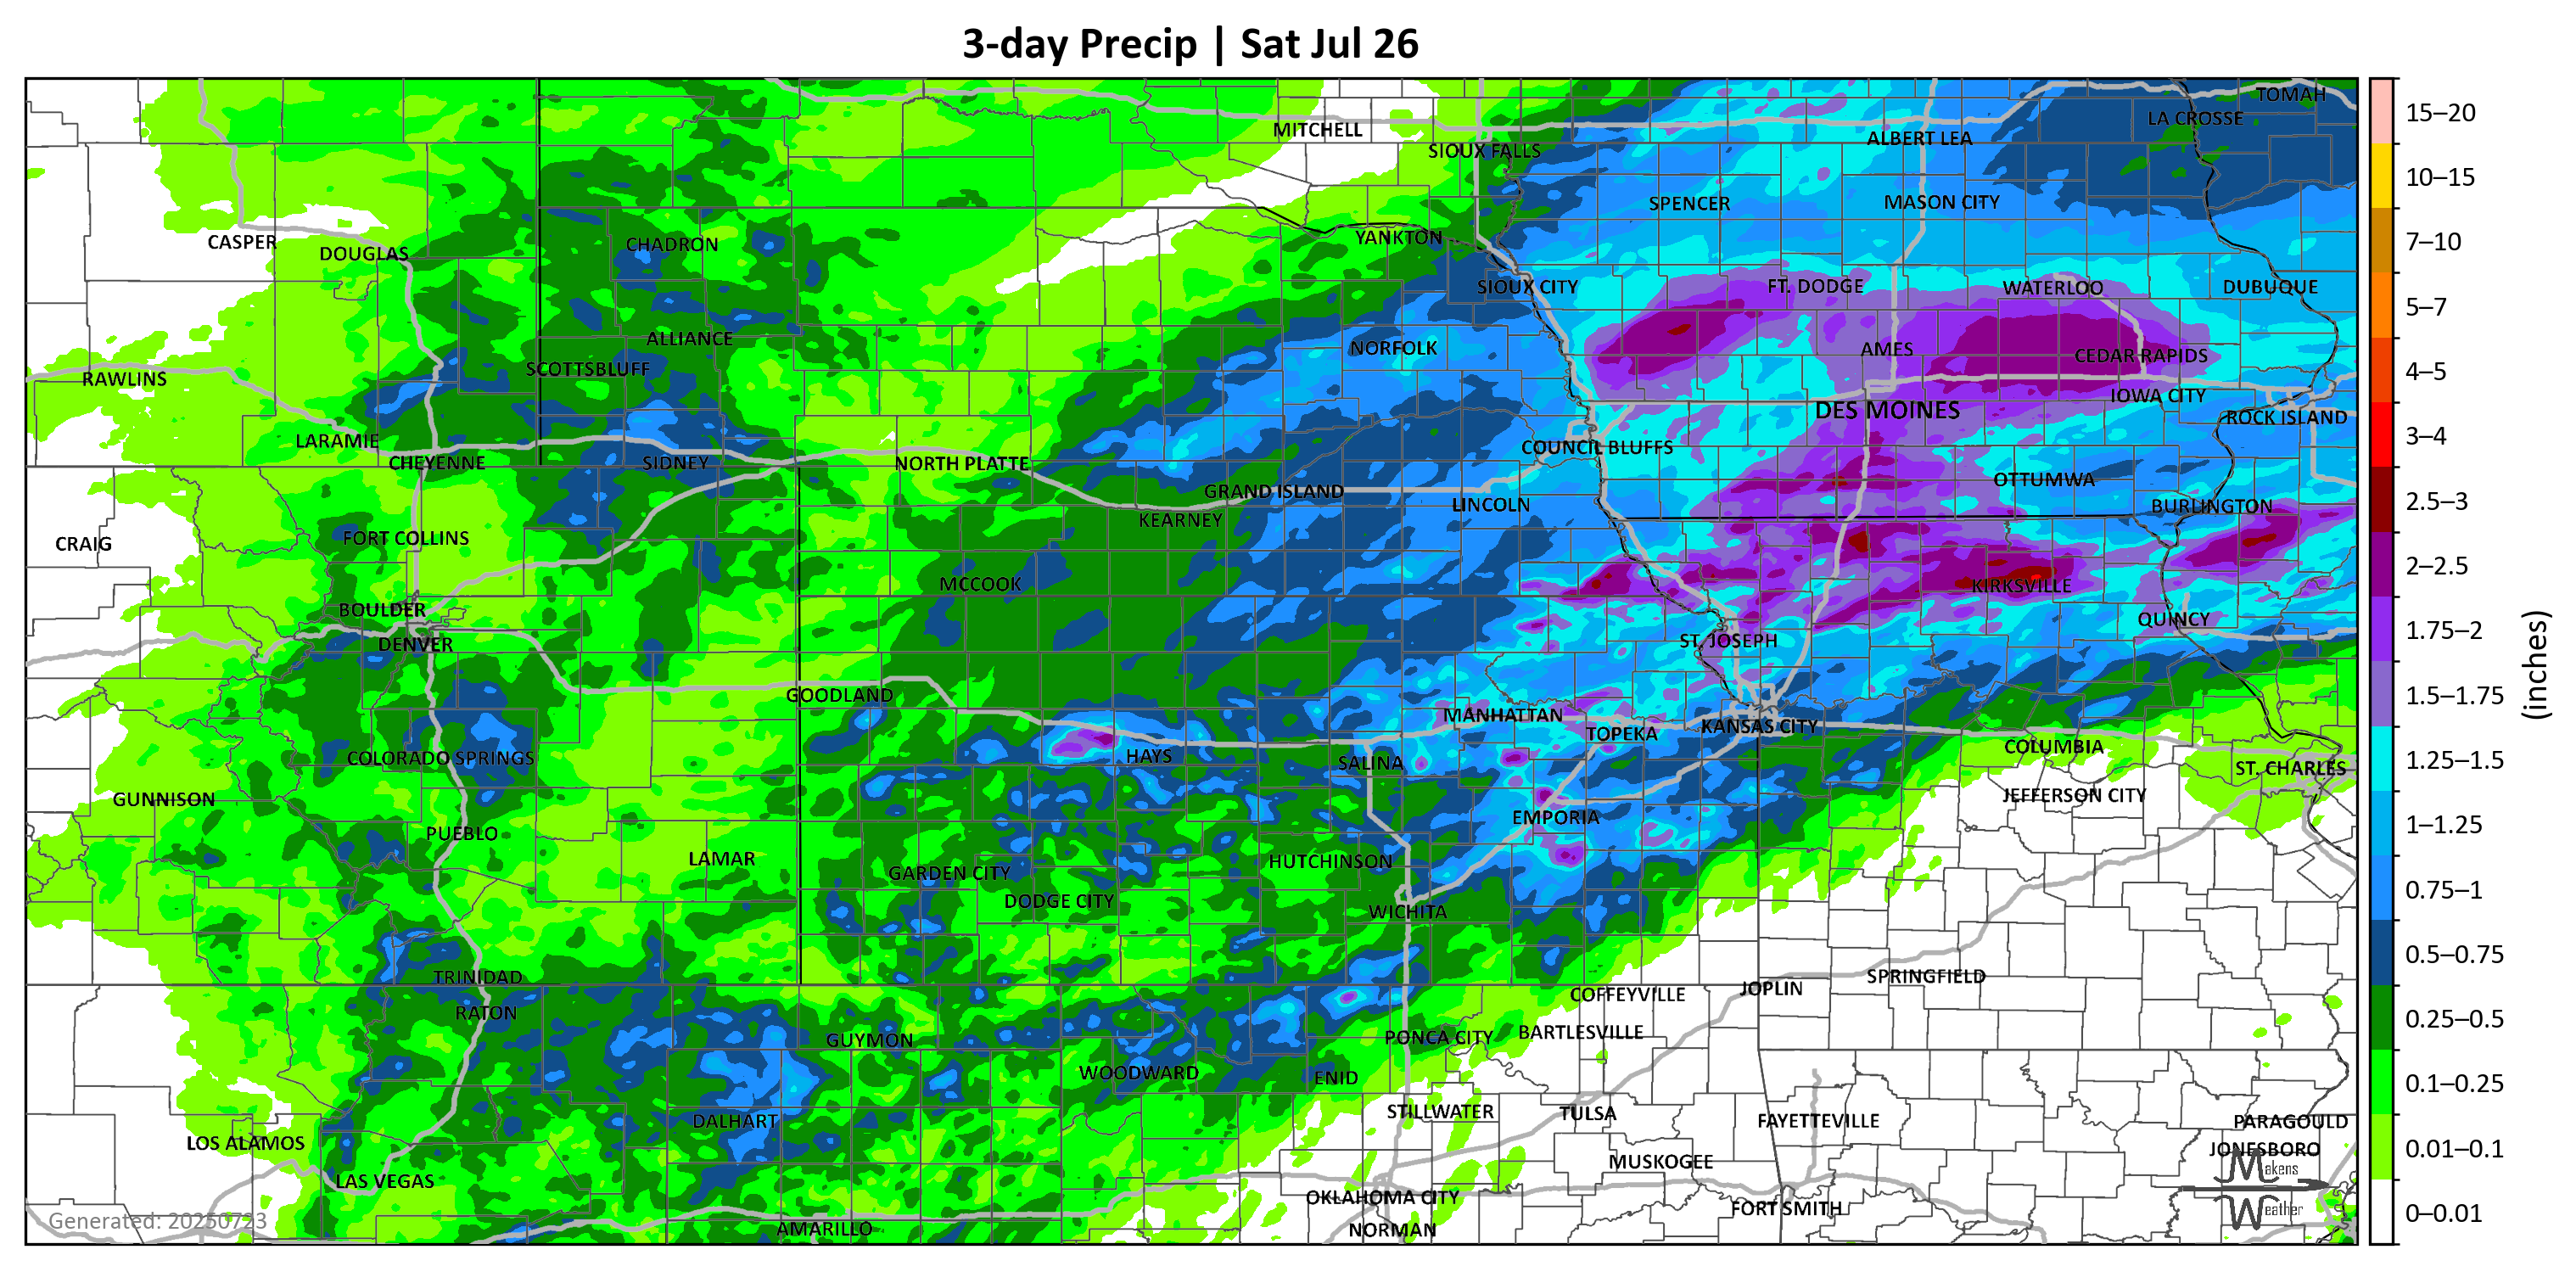 3-day Precip | Sat Jul 26
TOMAH
LA CROSSE
MITCHELL
ALBERT LEA
SIOUX FALLS
SPENCER
MASON CITY
YANKTON
CASPER
CHADRON
DOUGLAS
SIOUX CITY
FT. DODGE
WATERLOO
DUBUQUE
ALLIANCE
NORFOLK
AMES
CEDAR RAPIDS
SCOTTSBLUFF
RAWLINS
IOWA CITY
DES MOINES
ROCK ISLAND
LARAMIE
COUNCIL BLUFFS
CHEYENNE
SIDNEY
NORTH PLATTE
OTTUMWA
GRAND ISLAND
LINCOLN
BURLINGTON
KEARNEY
FORT COLLINS
CRAIG
MCCOOK
KIRKSVILLE
BOULDER
QUINCY
DENVER
ST. JOSEPH
GOODLAND
MANHATTAN
KANSAS CITY
TOPEKA
COLUMBIA
COLORADO SPRINGS
HAYS
SALINA
ST. CHARLES
GUNNISON
JEFFERSON CITY
EMPORIA
PUEBLO
LAMAR
HUTCHINSON
GARDEN CITY
DODGE CITY
WICHITA
TRINIDAD
SPRINGFIELD
JOPLIN
COFFEYVILLE
RATON
BARTLESVILLE
GUYMON
PONCA CITY
WOODWARD
ENID
STILLWATER
TULSA
DALHART
FAYETTEVILLE
PARAGOULD
LOS ALAMOS
JONESBORO
MUSKOGEE
LAS VEGAS
OKLAHOMA CITY
FORT SMITH
AMARILLO
NORMAN
Generated: 20250723
Makens
Weather
15–20
10–15
7–10
5–7
4–5
3–4
2.5–3
2–2.5
1.75–2
1.5–1.75
1.25–1.5
1–1.25
0.75–1
0.5–0.75
0.25–0.5
0.1–0.25
0.01–0.1
0–0.01
(inches)